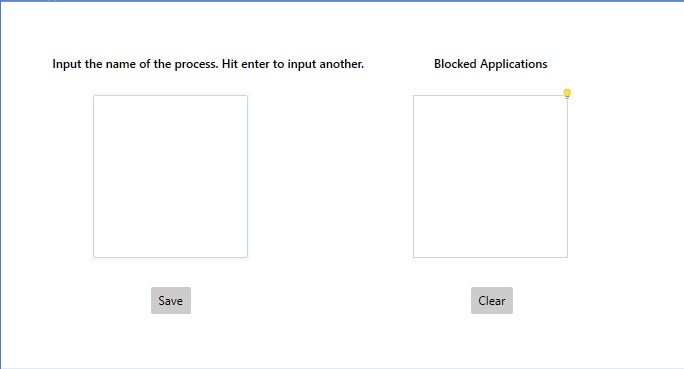 Input the name of the process. Hit enter to input another.
Blocked Applications
Save
Clear